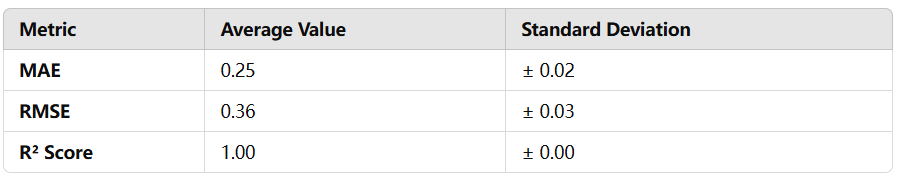 Metric Average Value Standard Deviation
MAE 0.25 ± 0.02
RMSE 0.36 ± 0.03
R² Score 1.00 ± 0.00